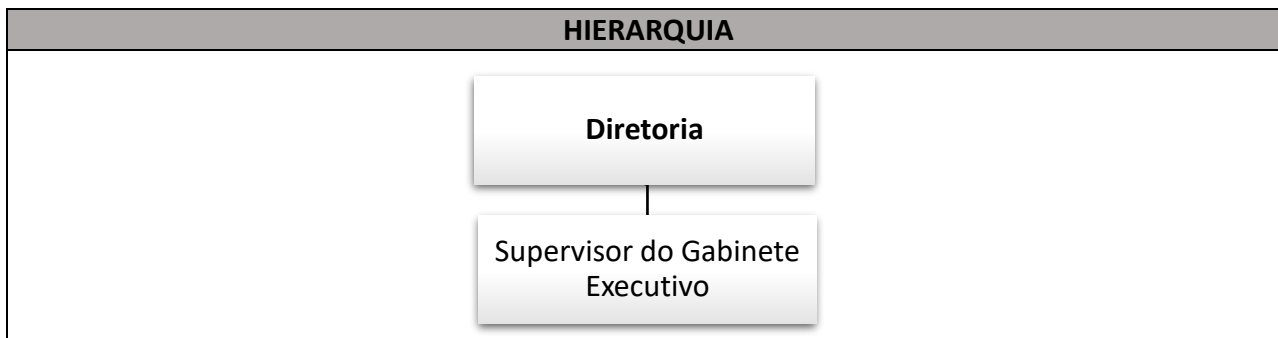 HIERARQUIA
Diretoria
Supervisor do Gabinete
Executivo